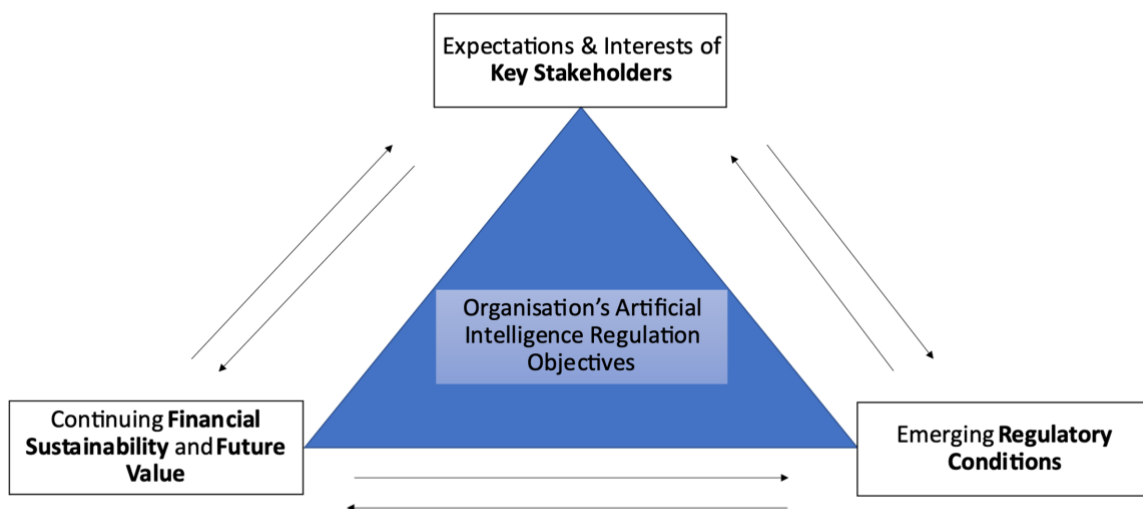 Expectations & Interests of
Key Stakeholders
Organisation's Artificial
Intelligence Regulation
Objectives
Continuing Financial
Sustainability and Future
Value
Emerging Regulatory
Conditions